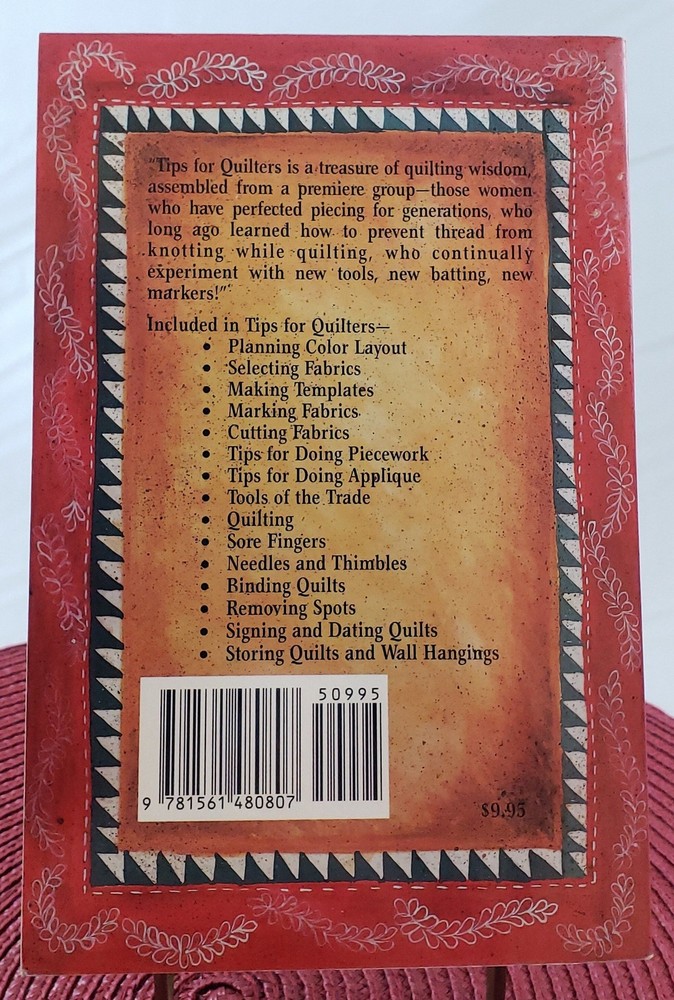 "Tips for Quilters is a treasure of quilting wisdom,
assembled from a premiere group—those women
who have perfected piecing for generations, who
long ago learned how to prevent thread from
knotting while quilting, who continually
experiment with new tools, new batting, new
markers!"
Included in Tips for Quilters—
• Planning Color Layout
• Selecting Fabrics
• Making Templates
• Marking Fabrics
• Cutting Fabrics
• Tips for Doing Piecework
• Tips for Doing Applique
• Tools of the Trade
• Quilting
• Sore Fingers
• Needles and Thimbles
• Binding Quilts
• Removing Spots
• Signing and Dating Quilts
• Storing Quilts and Wall Hangings
50995
9 781561 480807
$9.95